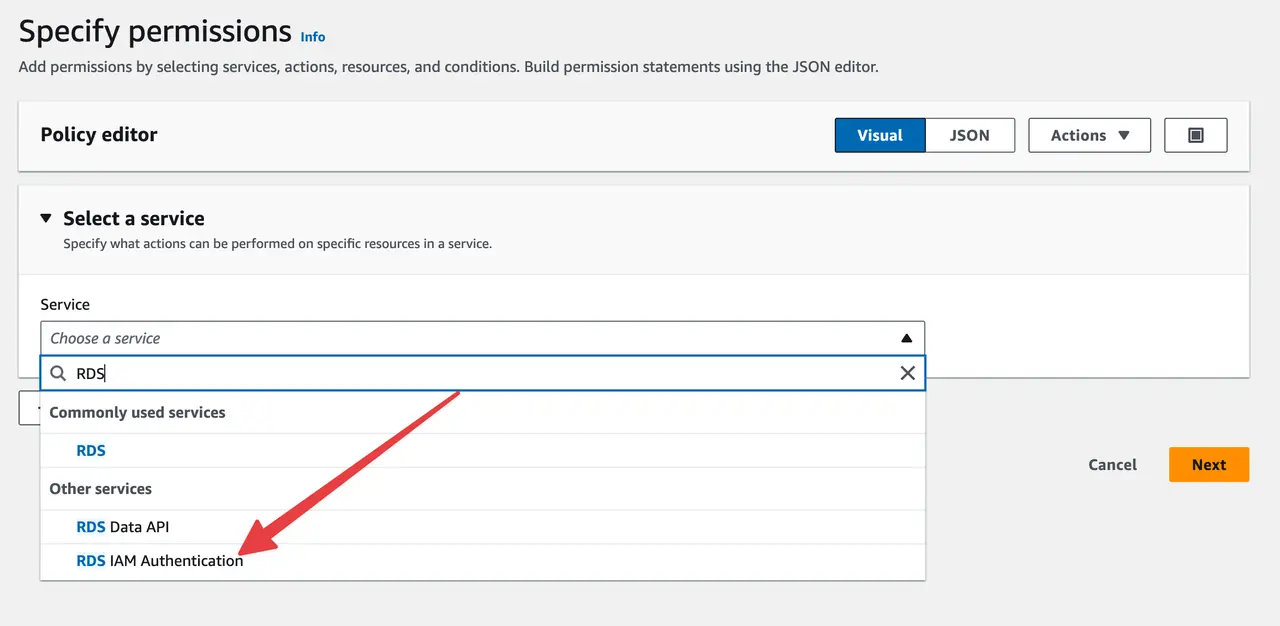 Specify permissions Info
Add permissions by selecting services, actions, resources, and conditions. Build permission statements using the JSON editor.
Policy editor
Visual
JSON
Actions
Select a service
Specify what actions can be performed on specific resources in a service.
Service
Choose a service
RDS
Commonly used services
RDS
Other services
RDS Data API
RDS IAM Authentication
Cancel
Next